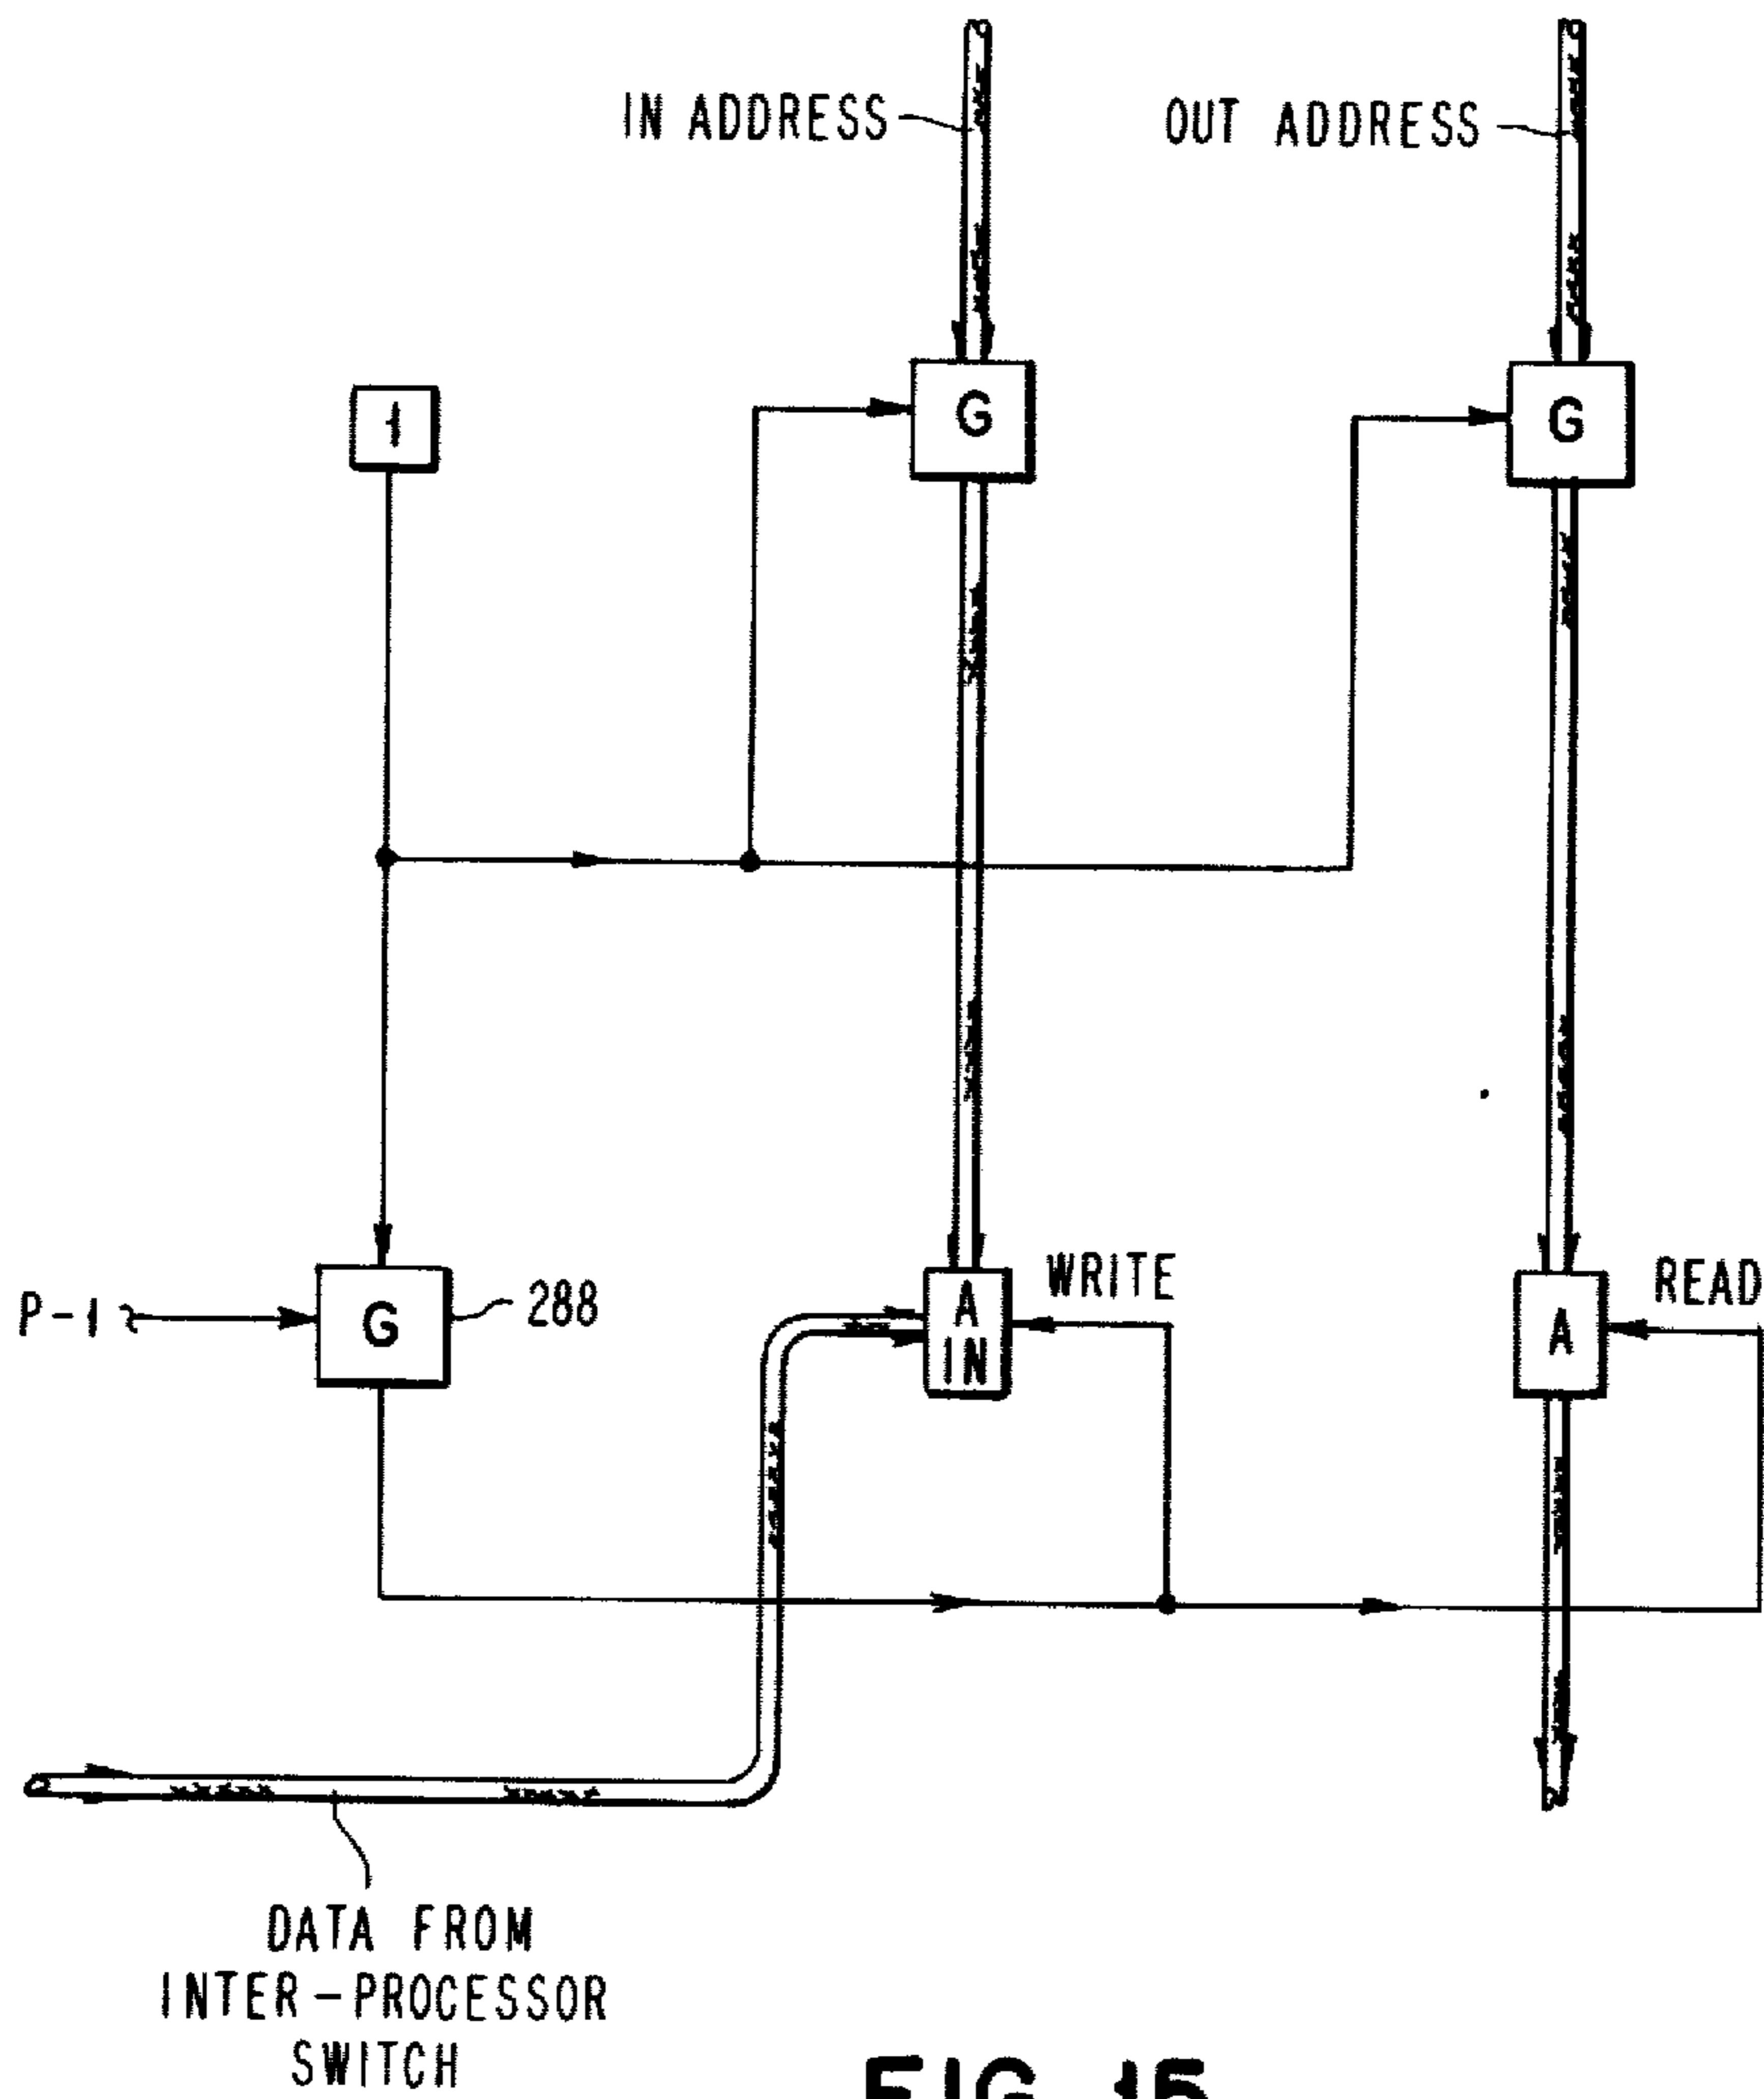 IN ADDRESS
OUT ADDRESS
G
G
1
P-1
G
288
A
IN
WRITE
A
READ
DATA FROM
INTER-PROCESSOR
SWITCH
FIG. 15